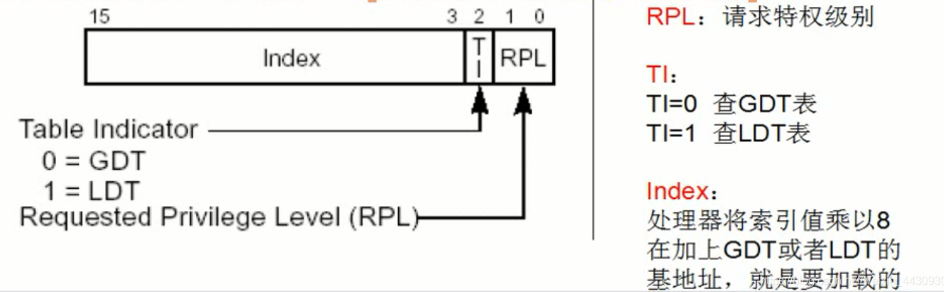 15 3 2 1 0
Index TI RPL
Table Indicator
0 = GDT
1 = LDT
Requested Privilege Level (RPL)
RPL：请求特权级别
TI：
TI=0 查GDT表
TI=1 查LDT表
Index：
处理器将索引值乘以8
在加上GDT或者LDT的
基地址，就是要加载的